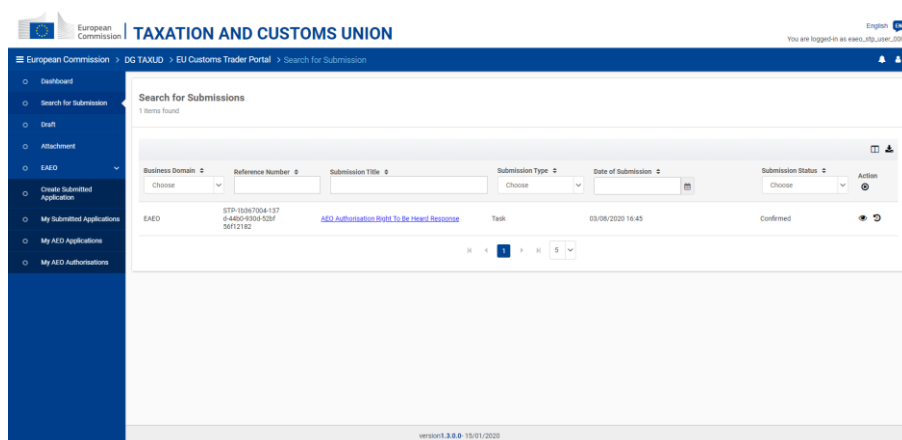 European
Commission
TAXATION AND CUSTOMS UNION
English EN
You are logged-in as eaeo_stp_user_00
European Commission > DG TAXUD > EU Customs Trader Portal > Search for Submission
Dashboard
Search for Submission
Draft
Attachment
EAEO
Create Submitted
Application
My Submitted Applications
My AEO Applications
My AEO Authorisations
Search for Submissions
1 items found
Business Domain Reference Number Submission Title Submission Type Date of Submission Submission Status Action
Choose Choose Choose
EAEO STP-1b367004-137 AEO Authorisation Right To Be Heard Response Task 03/08/2020 16:45 Confirmed
d-44b0-930d-52bf
56f12182
1 5
version1.3.0.0- 15/01/2020